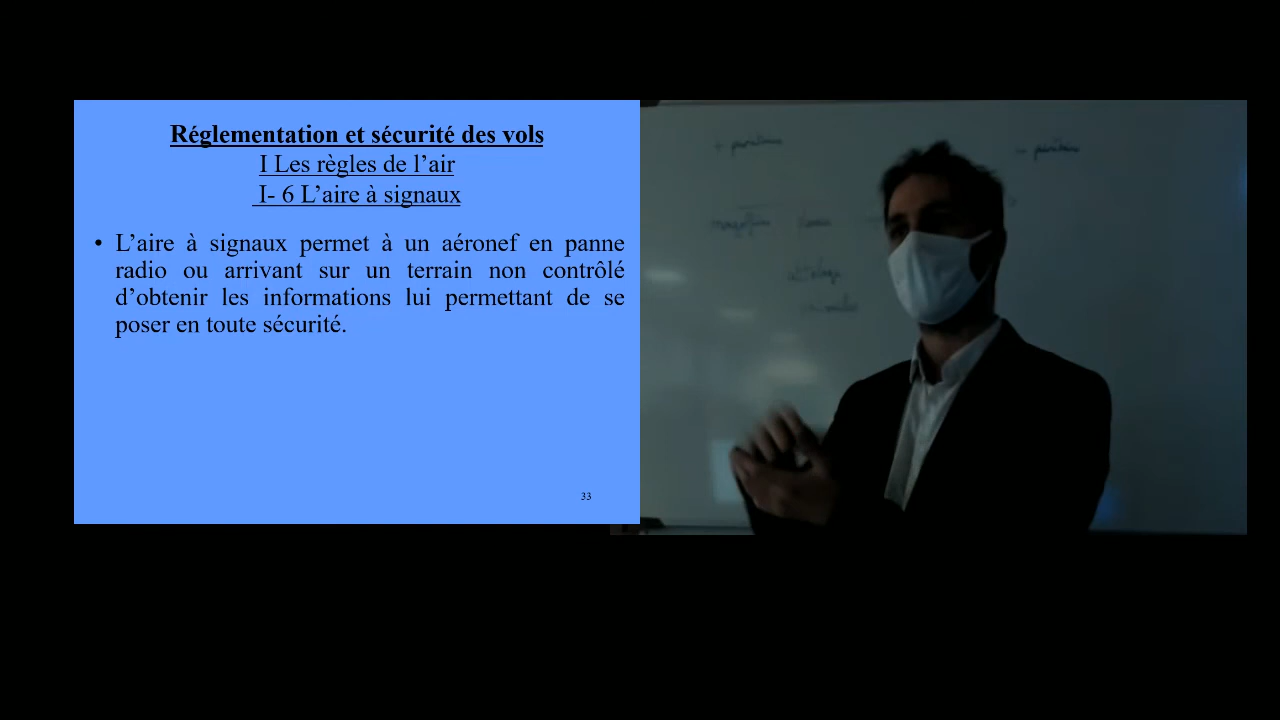 Réglementation et sécurité des vols
I Les règles de l’air
I- 6 L’aire à signaux
• L’aire à signaux permet à un aéronef en panne
radio ou arrivant sur un terrain non contrôlé
d’obtenir les informations lui permettant de se
poser en toute sécurité.
33